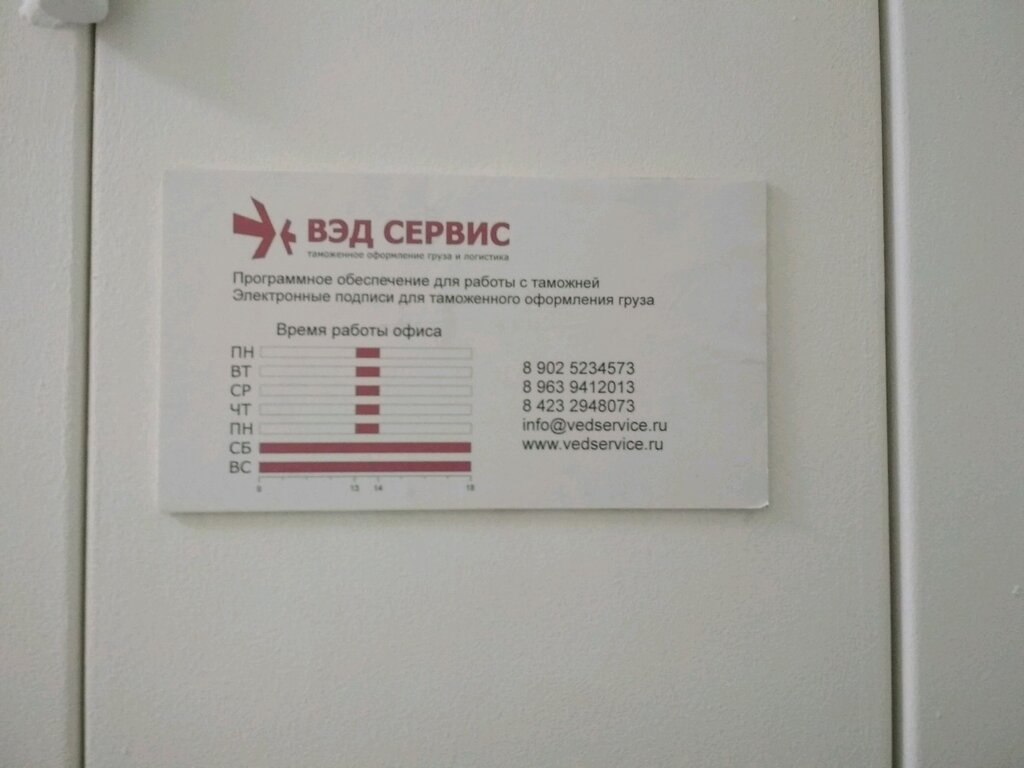 ВЭД СЕРВИС
таможенное оформление груза и логистика
Программное обеспечение для работы с таможней
Электронные подписи для таможенного оформления груза
Время работы офиса
ПН
ВТ
СР
ЧТ
ПН
СБ
ВС
9 13 14 18
8 902 5234573
8 963 9412013
8 423 2948073
info@vedservice.ru
www.vedservice.ru